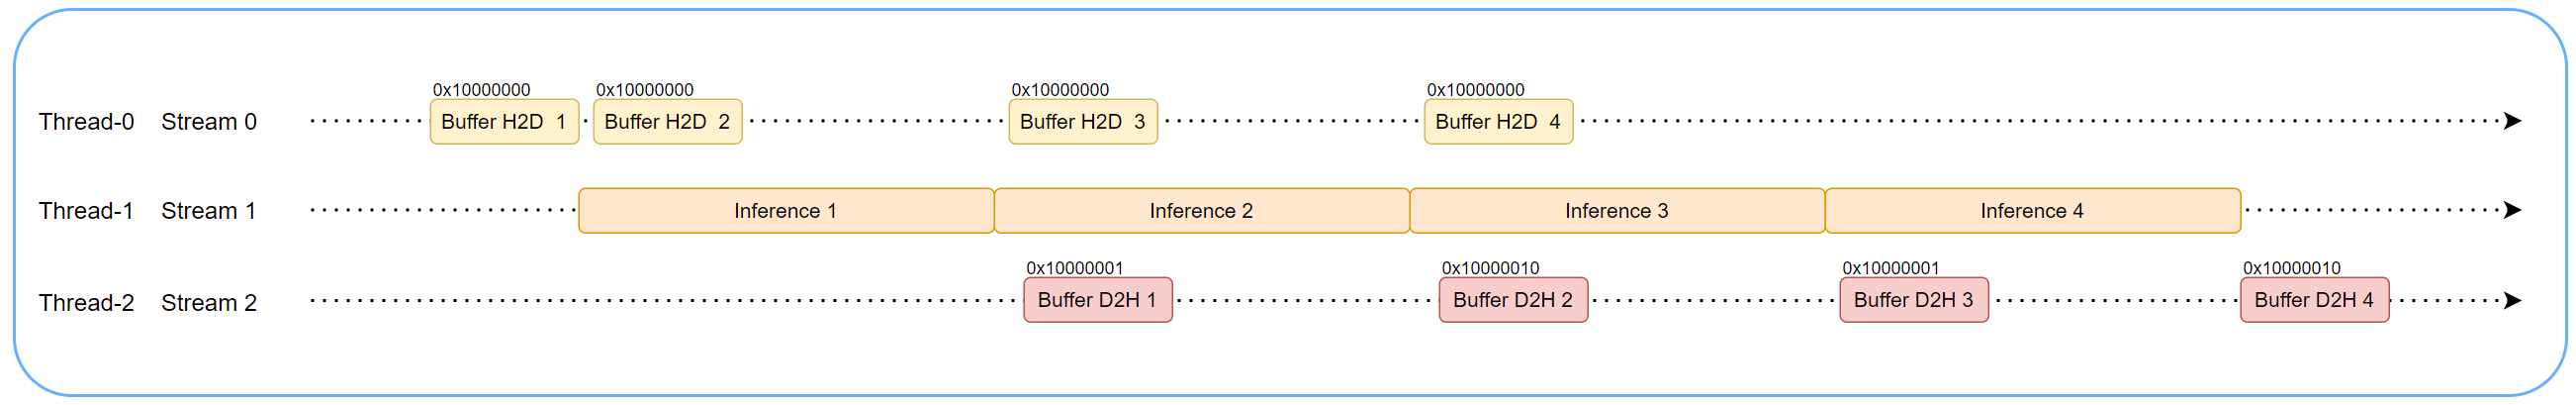 0x10000000 0x10000000 0x10000000 0x10000000
Thread-0 Stream 0 Buffer H2D 1 Buffer H2D 2 Buffer H2D 3 Buffer H2D 4
Thread-1 Stream 1 Inference 1 Inference 2 Inference 3 Inference 4
0x10000001 0x10000010 0x10000001 0x10000010
Thread-2 Stream 2 Buffer D2H 1 Buffer D2H 2 Buffer D2H 3 Buffer D2H 4